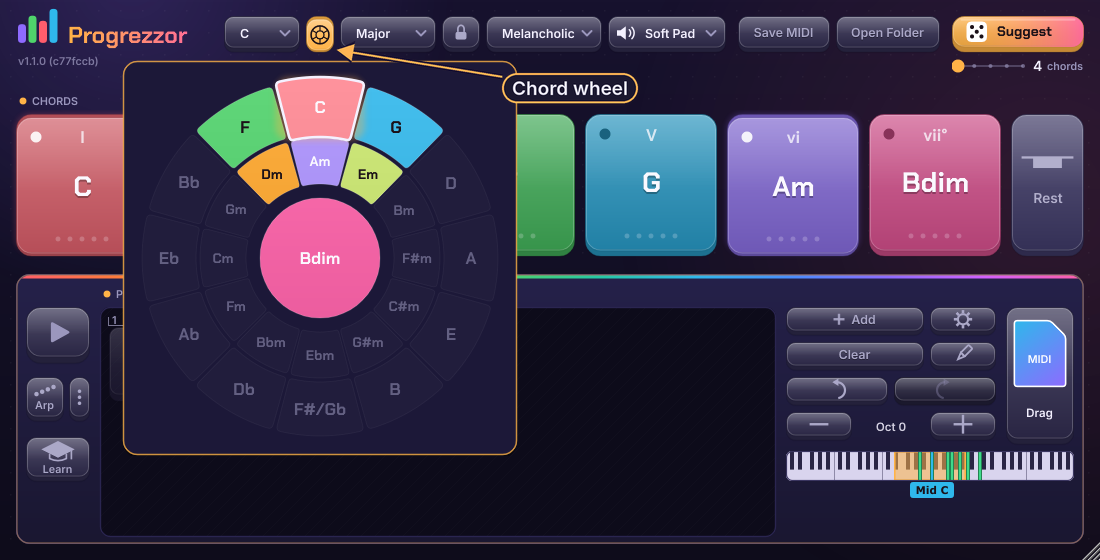 Progrezzor
v1.1.0 (c77fccb)
C
Major
Melancholic
Soft Pad
Save MIDI
Open Folder
Suggest
4 chords
Chord wheel
CHORDS
I
C
V
G
vi
Am
vii°
Bdim
Rest
C
F
G
Bb
D
Eb
A
Ab
E
Db
B
F#/Gb
Am
Dm
Em
Gm
Bm
Cm
F#m
Fm
C#m
Bbm
G#m
Ebm
Bdim
P
1
Arp
Learn
Add
Clear
Oct 0
MIDI
Drag
Mid C